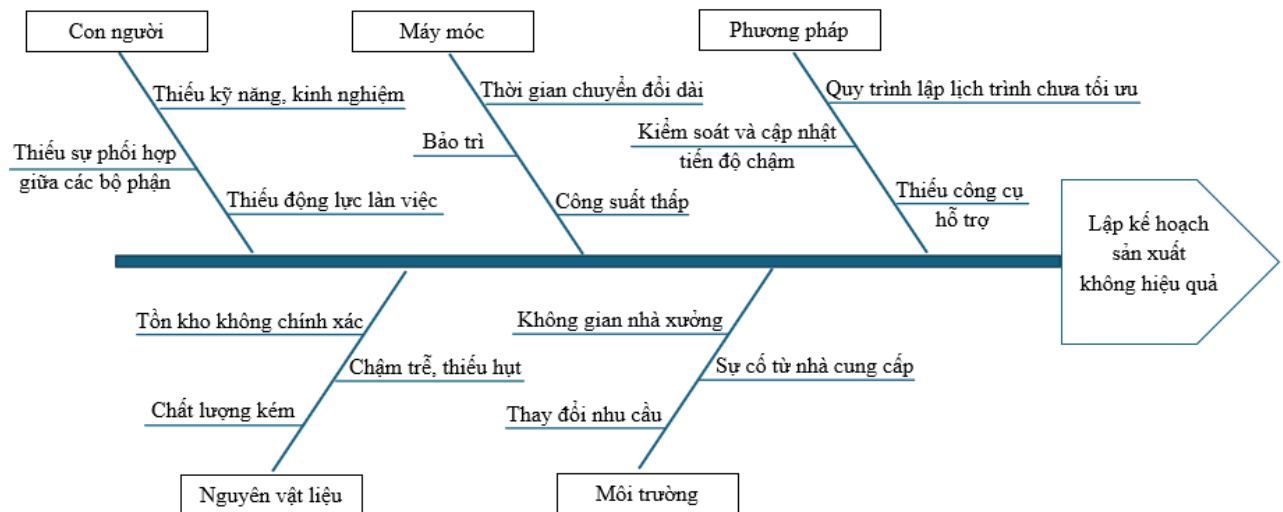 Con người
Máy móc
Phương pháp
Thiếu kỹ năng, kinh nghiệm
Thiếu sự phối hợp
giữa các bộ phận
Thiếu động lực làn việc
Thời gian chuyển đổi dài
Bảo trì
Công suất thấp
Quy trình lập lịch trình chưa tối ưu
Kiểm soát và cập nhật
tiến độ chậm
Thiếu công cụ
hỗ trợ
Lập kế hoạch
sản xuất
không hiệu quả
Tồn kho không chính xác
Chậm trễ, thiếu hụt
Chất lượng kém
Không gian nhà xưởng
Sự cố từ nhà cung cấp
Thay đổi nhu cầu
Nguyên vật liệu
Môi trường